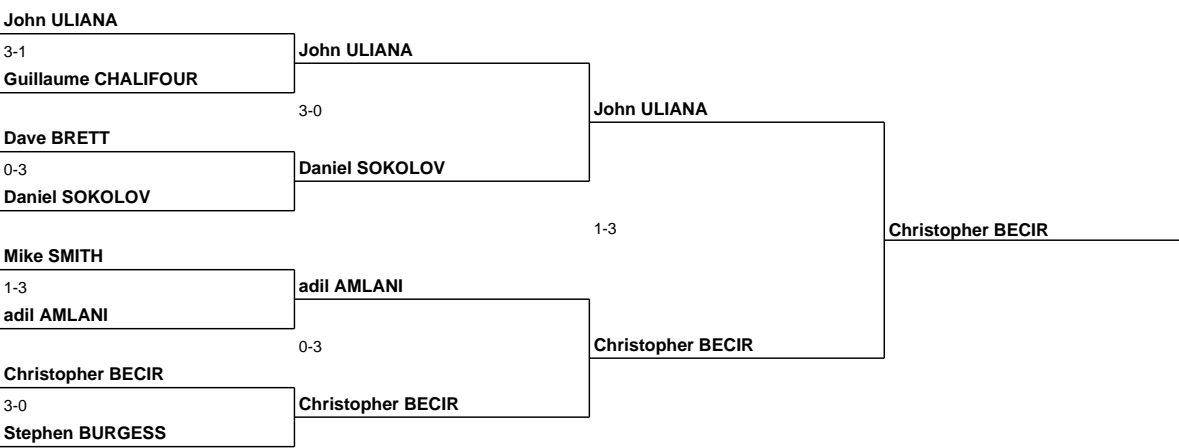 John ULIANA
3-1
Guillaume CHALIFOUR
John ULIANA
3-0
Dave BRETT
0-3
Daniel SOKOLOV
Daniel SOKOLOV
John ULIANA
1-3
Christopher BECIR
Mike SMITH
1-3
adil AMLANI
adil AMLANI
0-3
Christopher BECIR
Christopher BECIR
3-0
Stephen BURGESS
Christopher BECIR